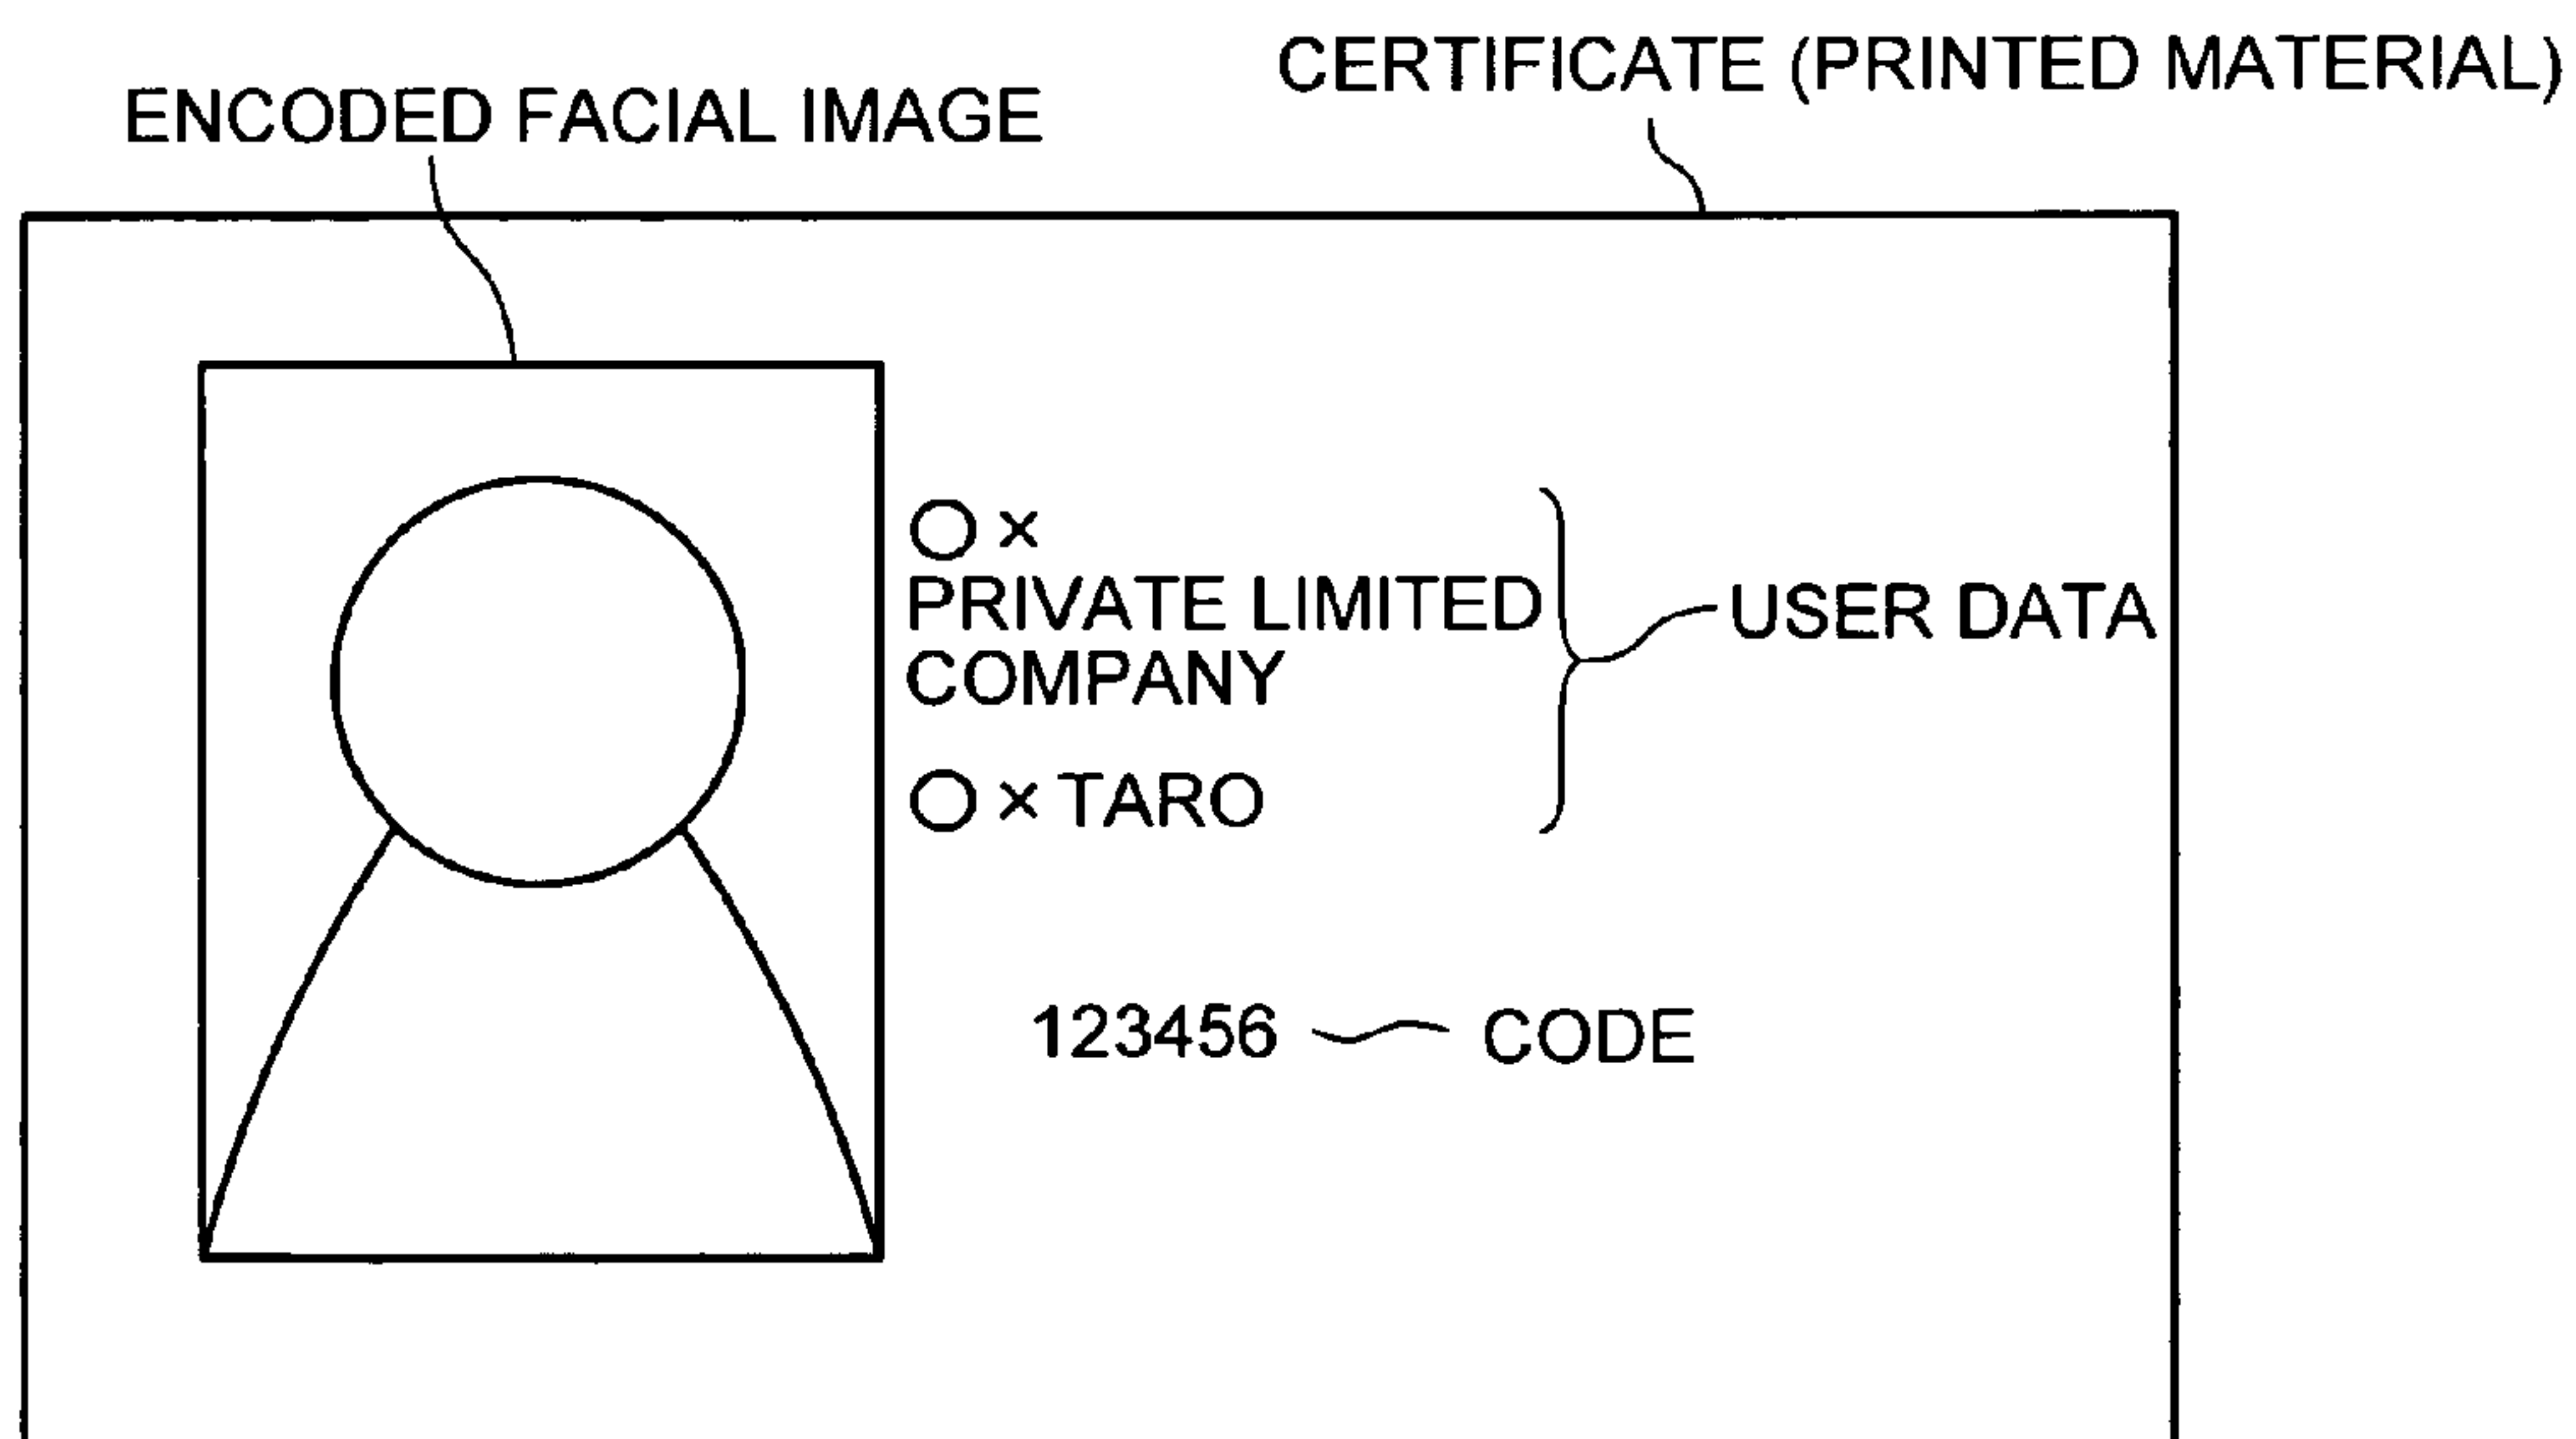 CERTIFICATE (PRINTED MATERIAL)
ENCODED FACIAL IMAGE
○ ×
PRIVATE LIMITED
COMPANY
USER DATA
○ × TARO
123456
CODE